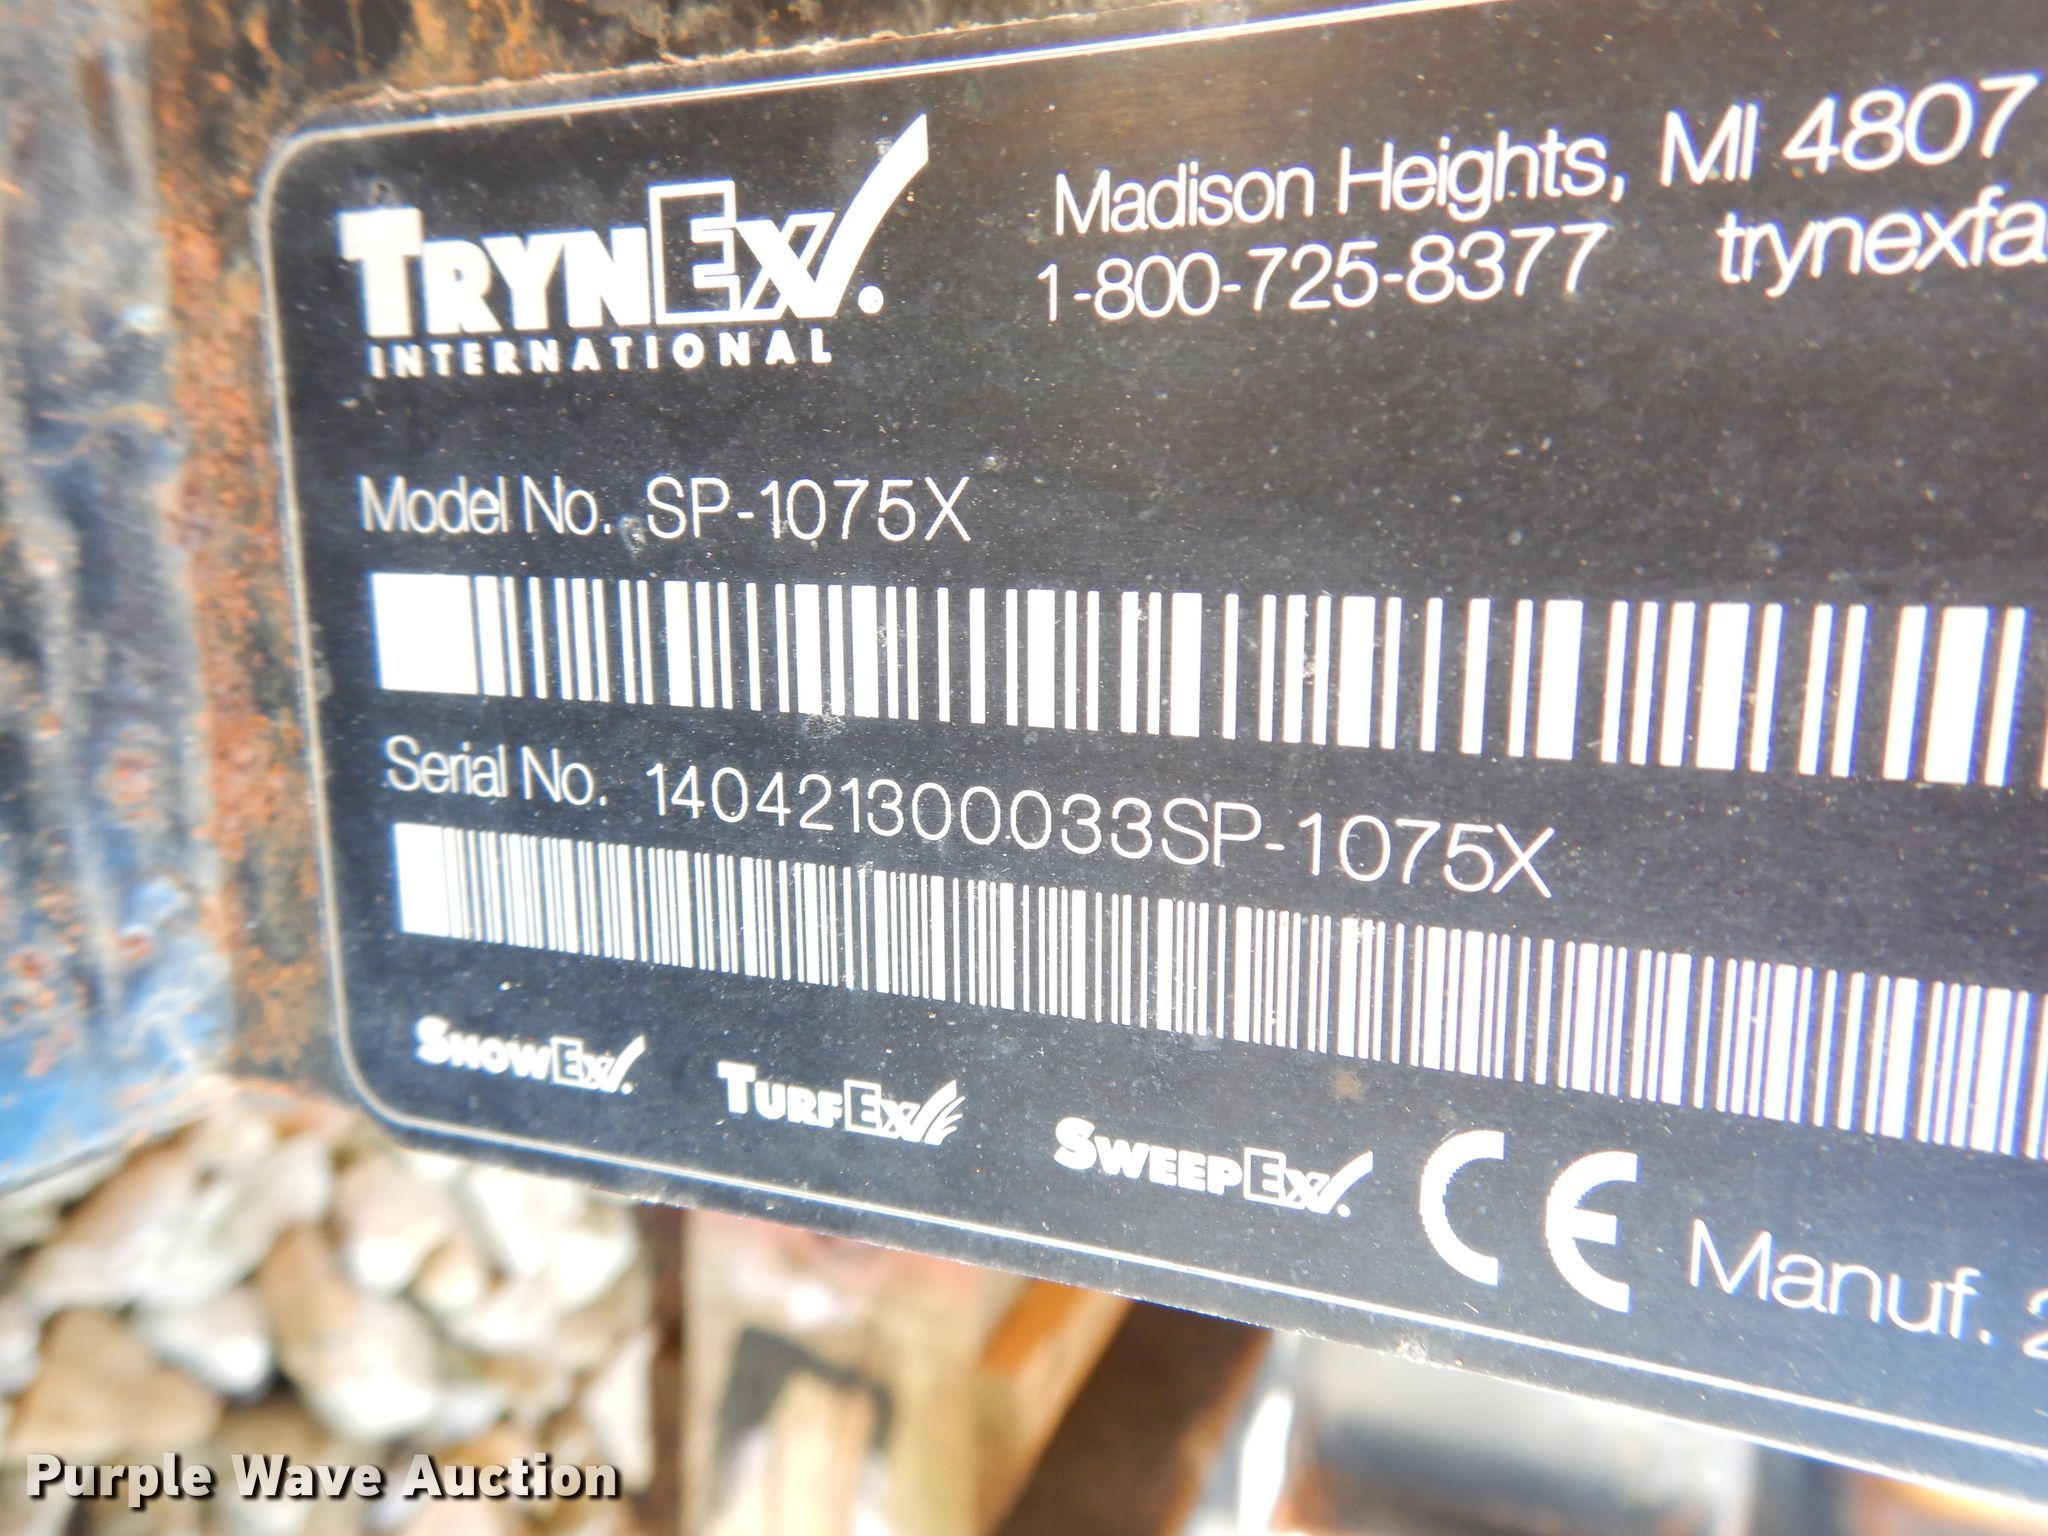 TRYNEX.
INTERNATIONAL
Madison Heights, MI 4807
1-800-725-8377 trynexfa
Model No. SP-1075X
Serial No. 140421300033SP-1075X
SNOWEX. TURFEX SWEEPEX. CE Manuf. 2
Purple Wave Auction